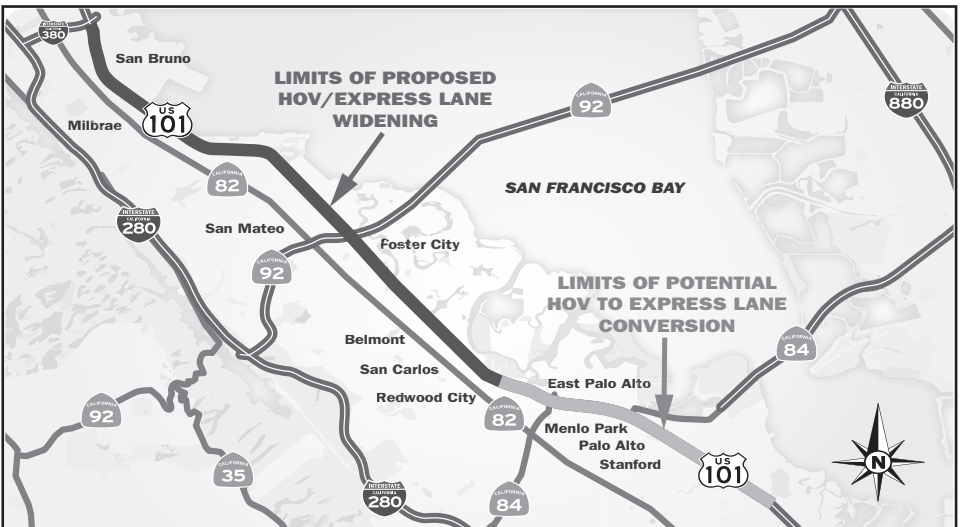 INTERSTATE
CALIFORNIA
380
San Bruno
LIMITS OF PROPOSED
HOV/EXPRESS LANE
WIDENING
CALIFORNIA
92
INTERSTATE
CALIFORNIA
880
US
101
Milbrae
CALIFORNIA
82
SAN FRANCISCO BAY
INTERSTATE
CALIFORNIA
280
San Mateo
Foster City
CALIFORNIA
92
LIMITS OF POTENTIAL
HOV TO EXPRESS LANE
CONVERSION
Belmont
CALIFORNIA
84
San Carlos
East Palo Alto
Redwood City
CALIFORNIA
92
CALIFORNIA
82
Menlo Park
Palo Alto
Stanford
US
101
N
CALIFORNIA
35
INTERSTATE
CALIFORNIA
280
CALIFORNIA
84